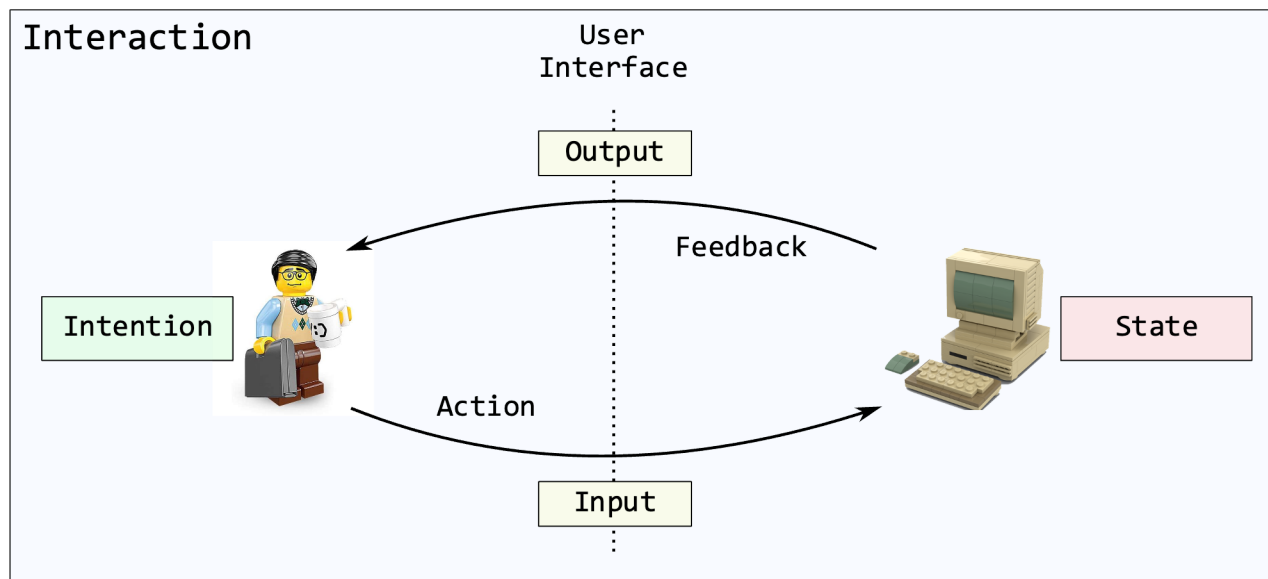 Interaction
User
Interface
Output
Feedback
Intention
State
Action
Input